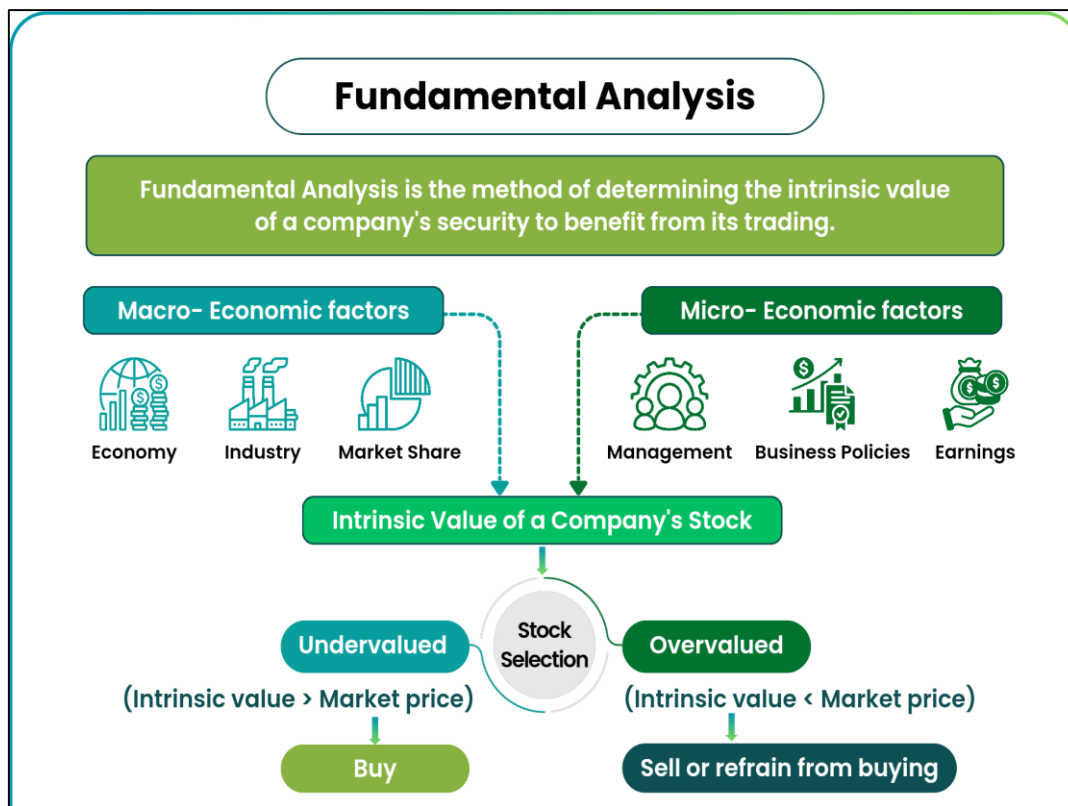 Fundamental Analysis
Fundamental Analysis is the method of determining the intrinsic value
of a company's security to benefit from its trading.
Macro- Economic factors
Micro- Economic factors
Economy
Industry
Market Share
Management
Business Policies
Earnings
Intrinsic Value of a Company's Stock
Stock
Selection
Undervalued
Overvalued
(Intrinsic value > Market price)
(Intrinsic value < Market price)
Buy
Sell or refrain from buying